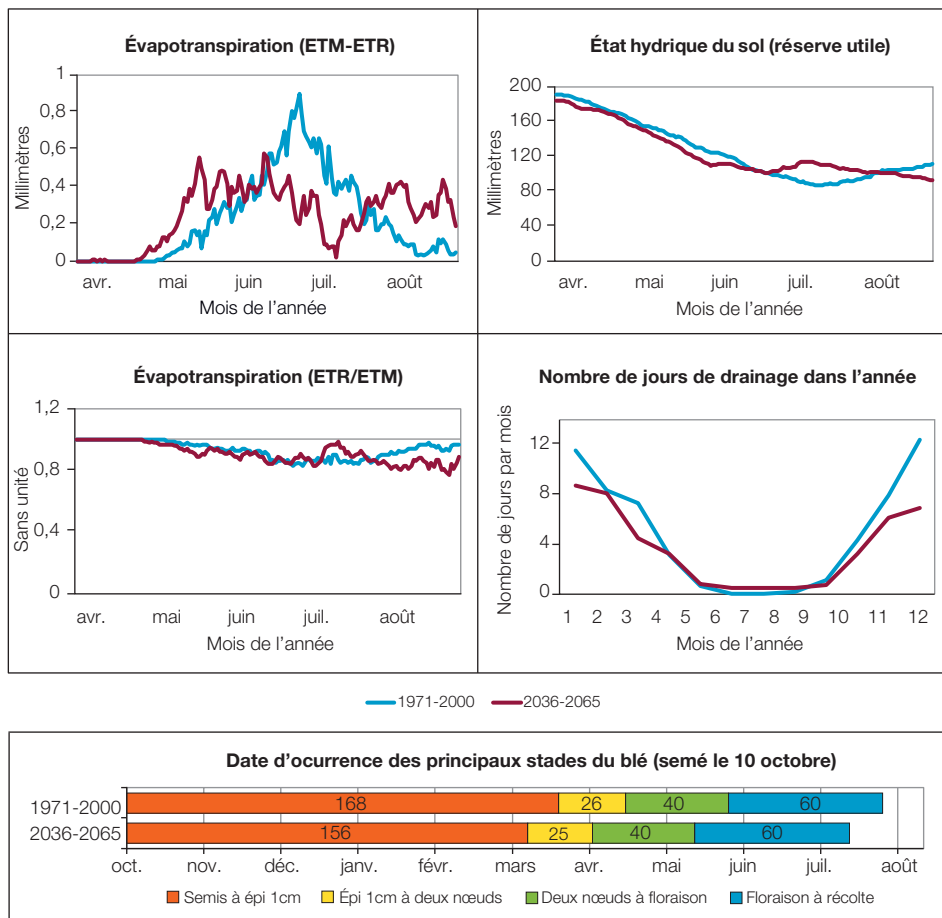 Évapotranspiration (ETM-ETR)
Millimètres
1
0,8
0,6
0,4
0,2
0
avr. mai juin juil. août
Mois de l'année
État hydrique du sol (réserve utile)
Millimètres
200
160
120
80
40
0
avr. mai juin juil. août
Mois de l'année
Évapotranspiration (ETR/ETM)
Sans unité
1,2
0,8
0,4
0
avr. mai juin juil. août
Mois de l'année
Nombre de jours de drainage dans l'année
Nombre de jours par mois
12
8
4
0
1 2 3 4 5 6 7 8 9 10 11 12
Mois de l'année
1971-2000 2036-2065
Date d'ocurrence des principaux stades du blé (semé le 10 octobre)
1971-2000 168 26 40 60
2036-2065 156 25 40 60
oct. nov. déc. janv. févr. mars avr. mai juin juil. août
Semis à épi 1cm Épi 1cm à deux nœuds Deux nœuds à floraison Floraison à récolte